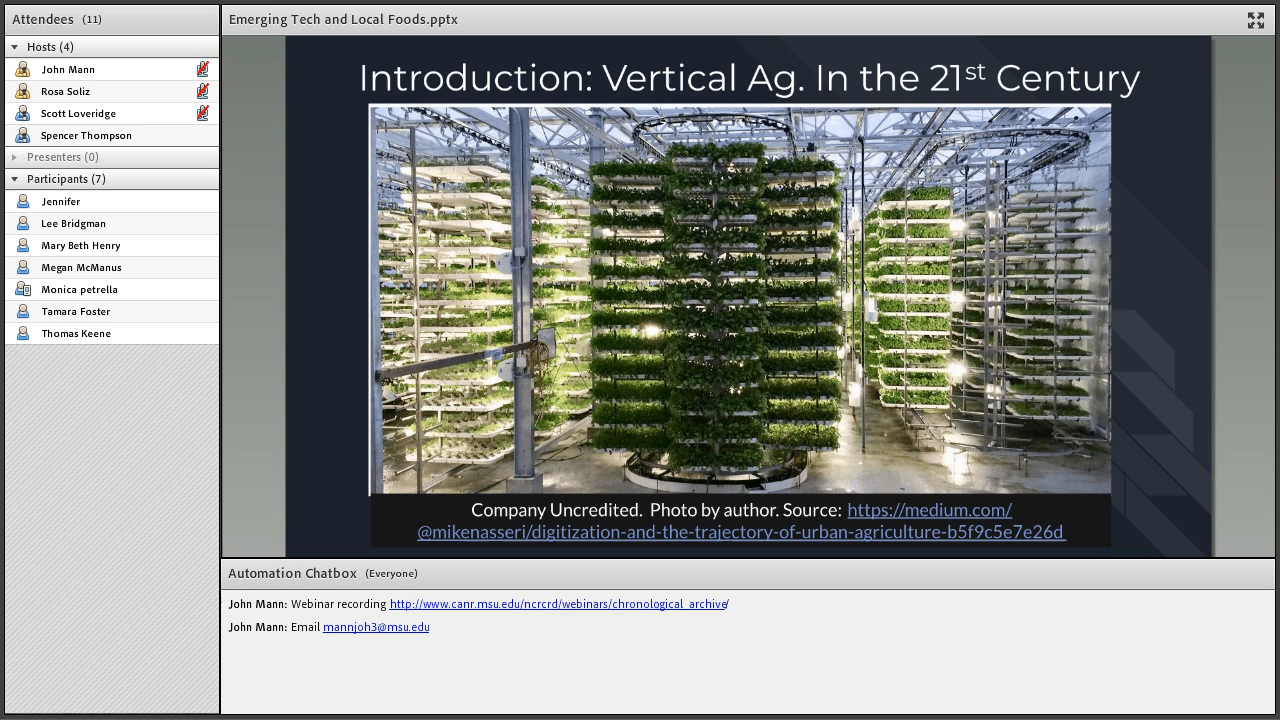 Attendees (11)
Hosts (4)
John Mann
Rosa Soliz
Scott Loveridge
Spencer Thompson
Presenters (0)
Participants (7)
Jennifer
Lee Bridgman
Mary Beth Henry
Megan McManus
Monica petrella
Tamara Foster
Thomas Keene
Emerging Tech and Local Foods.pptx
Introduction: Vertical Ag. In the 21st Century
Company Uncredited. Photo by author. Source: https://medium.com/
@mikenasseri/digitization-and-the-trajectory-of-urban-agriculture-b5f9c5e7e26d
Automation Chatbox (Everyone)
John Mann: Webinar recording http://www.canr.msu.edu/ncrcrd/webinars/chronological_archive/
John Mann: Email mannjoh3@msu.edu